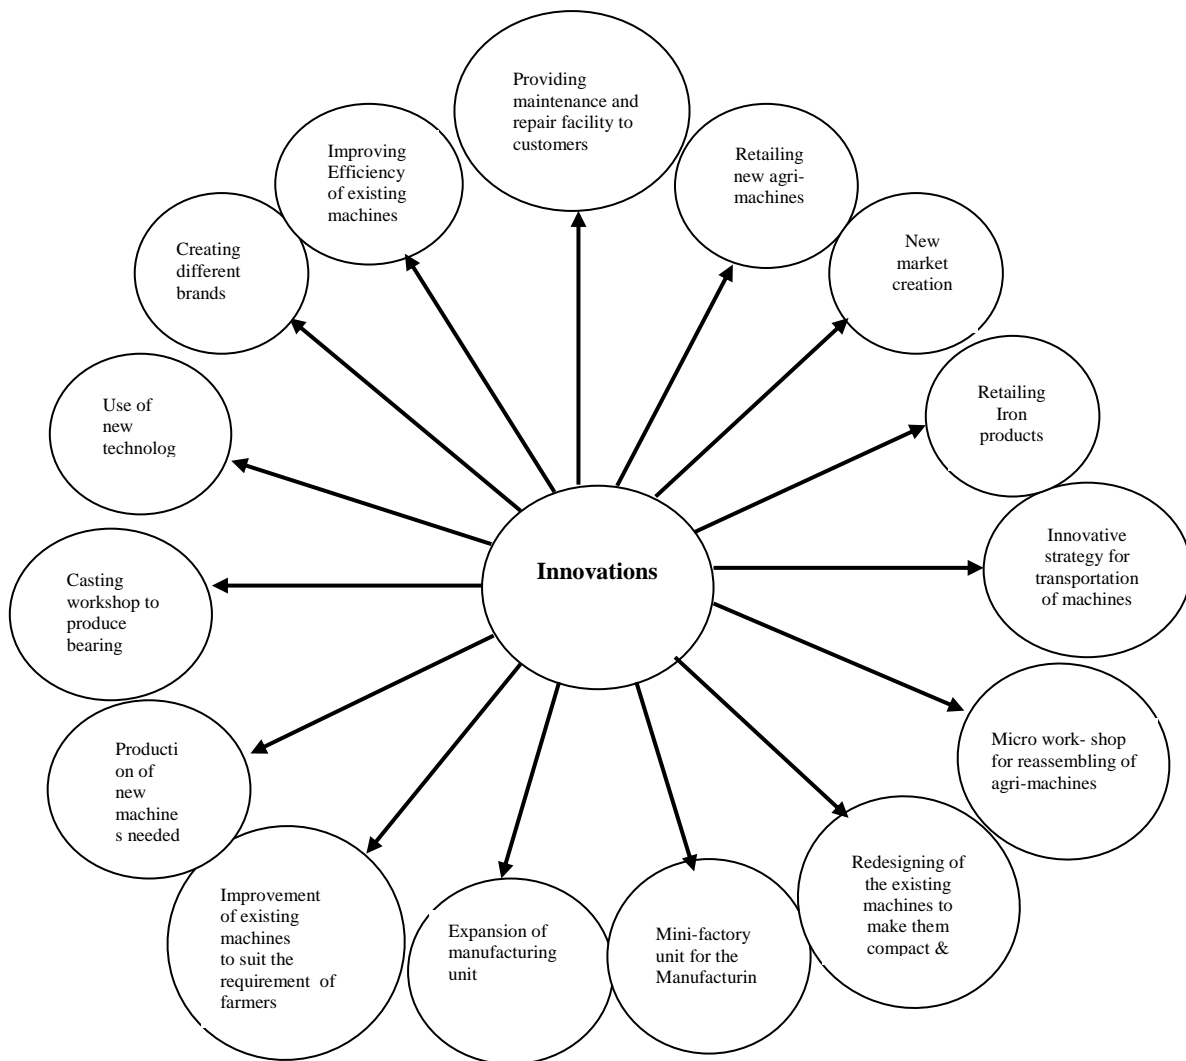 Providing
maintenance and
repair facility to
customers
Retailing
new agri-
machines
New
market
creation
Retailing
Iron
products
Innovative
strategy for
transportation
of machines
Micro work- shop
for reassembling of
agri-machines
Redesigning of
the existing
machines to
make them
compact &
Mini-factory
unit for the
Manufacturin
Expansion of
manufacturing
unit
Improvement
of existing
machines
to suit the
requirement of
farmers
Producti
on of
new
machine
s needed
Casting
workshop to
produce
bearing
Use of
new
technolog
Creating
different
brands
Improving
Efficiency
of existing
machines
Innovations